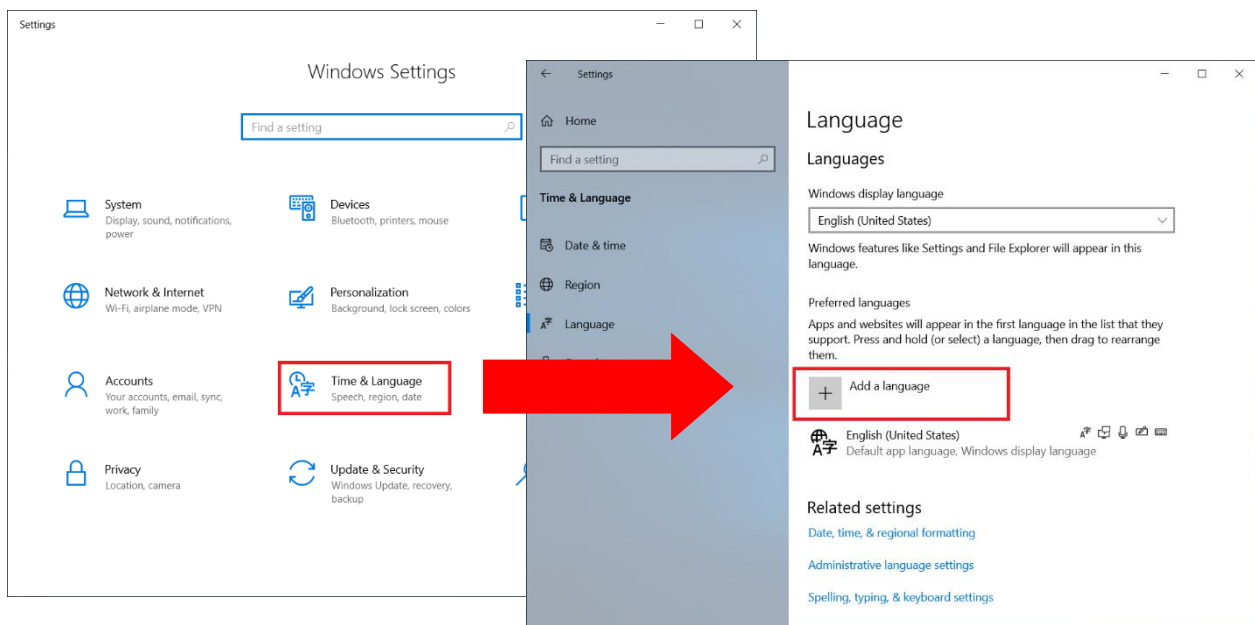 Settings
Windows Settings
Find a setting
System
Display, sound, notifications,
power
Devices
Bluetooth, printers, mouse
Network & Internet
Wi-Fi, airplane mode, VPN
Personalization
Background, lock screen, colors
Accounts
Your accounts, email, sync,
work, family
Time & Language
Speech, region, date
Privacy
Location, camera
Update & Security
Windows Update, recovery,
backup
Settings
Home
Find a setting
Time & Language
Date & time
Region
Language
Language
Languages
Windows display language
English (United States)
Windows features like Settings and File Explorer will appear in this
language.
Preferred languages
Apps and websites will appear in the first language in the list that they
support. Press and hold (or select) a language, then drag to rearrange
them.
Add a language
English (United States)
Default app language, Windows display language
Related settings
Date, time, & regional formatting
Administrative language settings
Spelling, typing, & keyboard settings